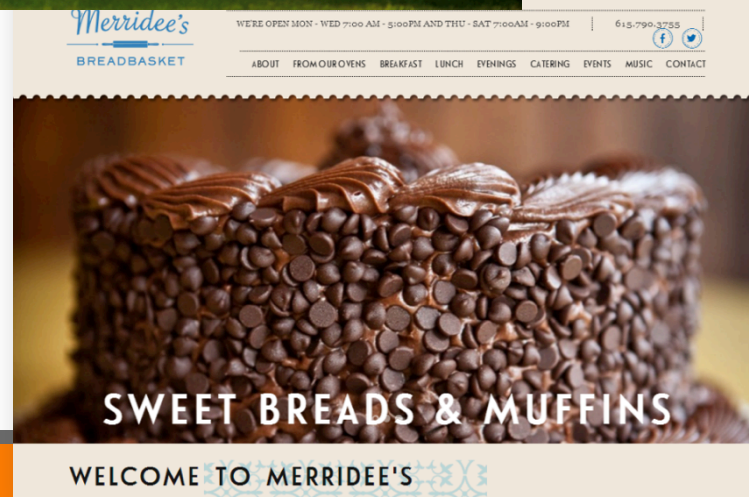 Merridee's
BREADBASKET
WE'RE OPEN MON - WED 7:00 AM - 5:00PM AND THU - SAT 7:00AM - 9:00PM
615.790.3755
ABOUT FROM OUR OVENS BREAKFAST LUNCH EVENINGS CATERING EVENTS MUSIC CONTACT
SWEET BREADS & MUFFINS
WELCOME TO MERRIDEE'S